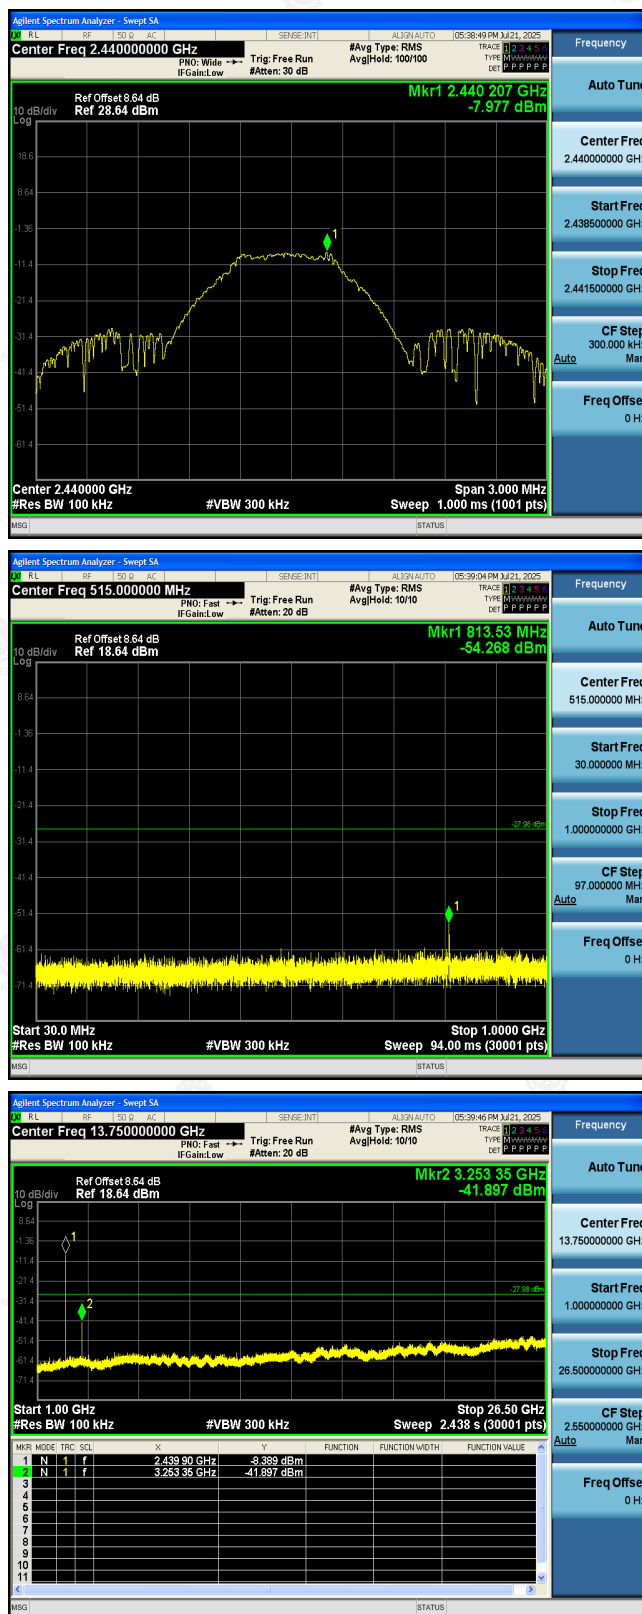 Agilent Spectrum Analyzer - Swept SA
LXI RL RF 50 Ω AC SENSE:INT ALIGN AUTO 05:38:49 PM Jul 21, 2025
Center Freq 2.440000000 GHz #Avg Type: RMS TRACE 1 2 3 4 5 6
PNO: Wide Trig: Free Run Avg|Hold: 100/100 TYPE M WWWWW
IFGain:Low #Atten: 30 dB DET P P P P P P
Frequency
Auto Tune
Center Freq
2.440000000 GHz
Start Freq
2.438500000 GHz
Stop Freq
2.441500000 GHz
CF Step
300.000 kHz
Auto Man
Freq Offset
0 Hz
Mkr1 2.440 207 GHz
-7.977 dBm
Ref Offset 8.64 dB
10 dB/div Ref 28.64 dBm
Log
18.6
8.64
-1.36
-11.4
-21.4
-31.4
-41.4
-51.4
-61.4
1
Center 2.440000 GHz Span 3.000 MHz
#Res BW 100 kHz #VBW 300 kHz Sweep 1.000 ms (1001 pts)
MSG STATUS
Agilent Spectrum Analyzer - Swept SA
LXI RL RF 50 Ω AC SENSE:INT ALIGN AUTO 05:39:04 PM Jul 21, 2025
Center Freq 515.000000 MHz #Avg Type: RMS TRACE 1 2 3 4 5 6
PNO: Fast Trig: Free Run Avg|Hold: 10/10 TYPE M WWWWW
IFGain:Low #Atten: 20 dB DET P P P P P P
Frequency
Auto Tune
Center Freq
515.000000 MHz
Start Freq
30.000000 MHz
Stop Freq
1.000000000 GHz
CF Step
97.000000 MHz
Auto Man
Freq Offset
0 Hz
Mkr1 813.53 MHz
-54.268 dBm
Ref Offset 8.64 dB
10 dB/div Ref 18.64 dBm
Log
8.64
-1.36
-11.4
-21.4
-31.4
-41.4
-51.4
-61.4
-71.4
-27.98 dBm
1
Start 30.0 MHz Stop 1.0000 GHz
#Res BW 100 kHz #VBW 300 kHz Sweep 94.00 ms (30001 pts)
MSG STATUS
Agilent Spectrum Analyzer - Swept SA
LXI RL RF 50 Ω AC SENSE:INT ALIGN AUTO 05:39:46 PM Jul 21, 2025
Center Freq 13.750000000 GHz #Avg Type: RMS TRACE 1 2 3 4 5 6
PNO: Fast Trig: Free Run Avg|Hold: 10/10 TYPE M WWWWW
IFGain:Low #Atten: 20 dB DET P P P P P P
Frequency
Auto Tune
Center Freq
13.750000000 GHz
Start Freq
1.000000000 GHz
Stop Freq
26.500000000 GHz
CF Step
2.550000000 GHz
Auto Man
Freq Offset
0 Hz
Mkr2 3.253 35 GHz
-41.897 dBm
Ref Offset 8.64 dB
10 dB/div Ref 18.64 dBm
Log
8.64
-1.36
-11.4
-21.4
-31.4
-41.4
-51.4
-61.4
-71.4
-27.98 dBm
1
2
Start 1.00 GHz Stop 26.50 GHz
#Res BW 100 kHz #VBW 300 kHz Sweep 2.438 s (30001 pts)
MKR MODE TRC SCL X Y FUNCTION FUNCTION WIDTH FUNCTION VALUE
1 N 1 f 2.439 90 GHz -8.389 dBm
2 N 1 f 3.253 35 GHz -41.897 dBm
3
4
5
6
7
8
9
10
11
MSG STATUS